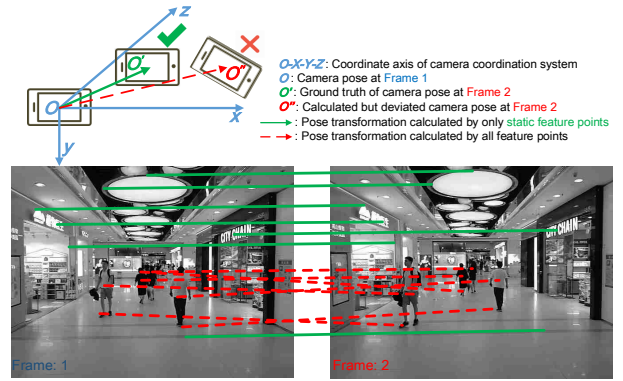 z
O'
O''
O
x
y
O-X-Y-Z: Coordinate axis of camera coordination system
O: Camera pose at Frame 1
O': Ground truth of camera pose at Frame 2
O'': Calculated but deviated camera pose at Frame 2
: Pose transformation calculated by only static feature points
: Pose transformation calculated by all feature points
CITY CHAIN
CITY CHAIN
Frame: 1
Frame: 2